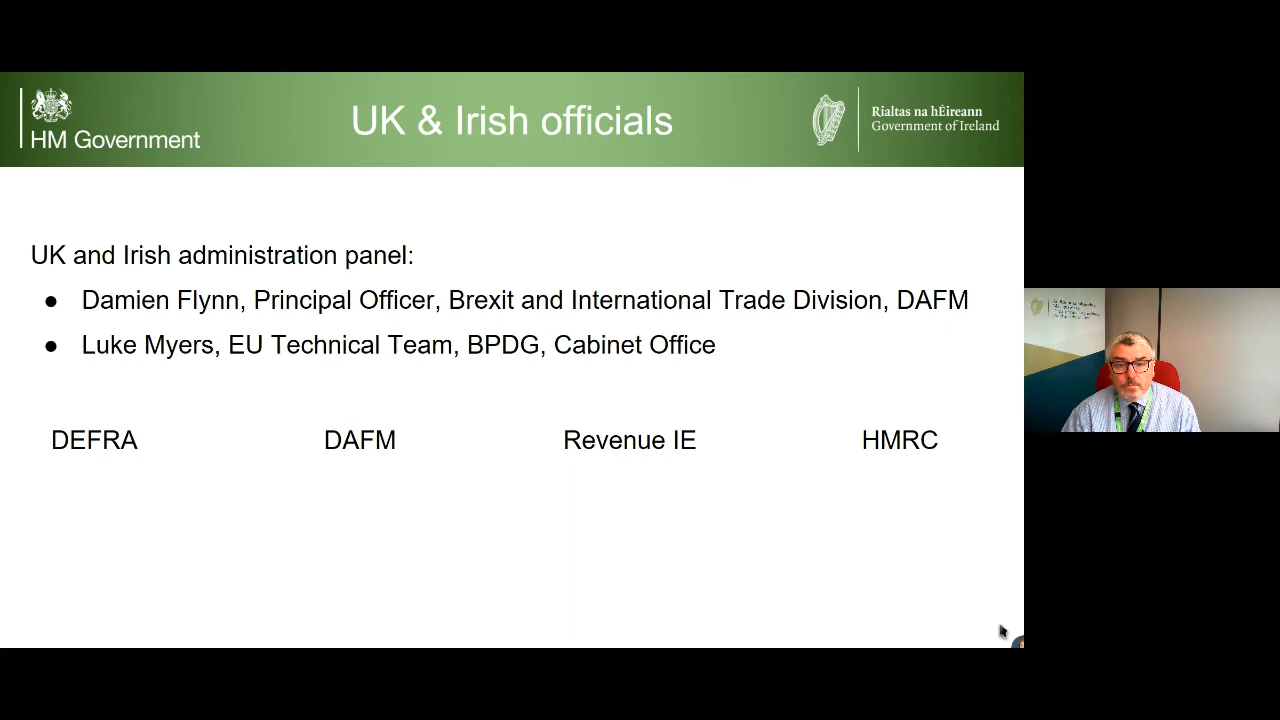 HM Government
UK & Irish officials
Rialtas na hÉireann
Government of Ireland
UK and Irish administration panel:
● Damien Flynn, Principal Officer, Brexit and International Trade Division, DAFM
● Luke Myers, EU Technical Team, BPDG, Cabinet Office
DEFRA DAFM Revenue IE HMRC